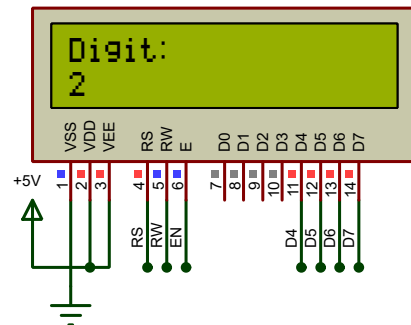 Digit:
2
VSS VDD VEE RS RW E D0 D1 D2 D3 D4 D5 D6 D7
+5V
1 2 3 4 5 6 7 8 9 10 11 12 13 14
RS RW EN D4 D5 D6 D7